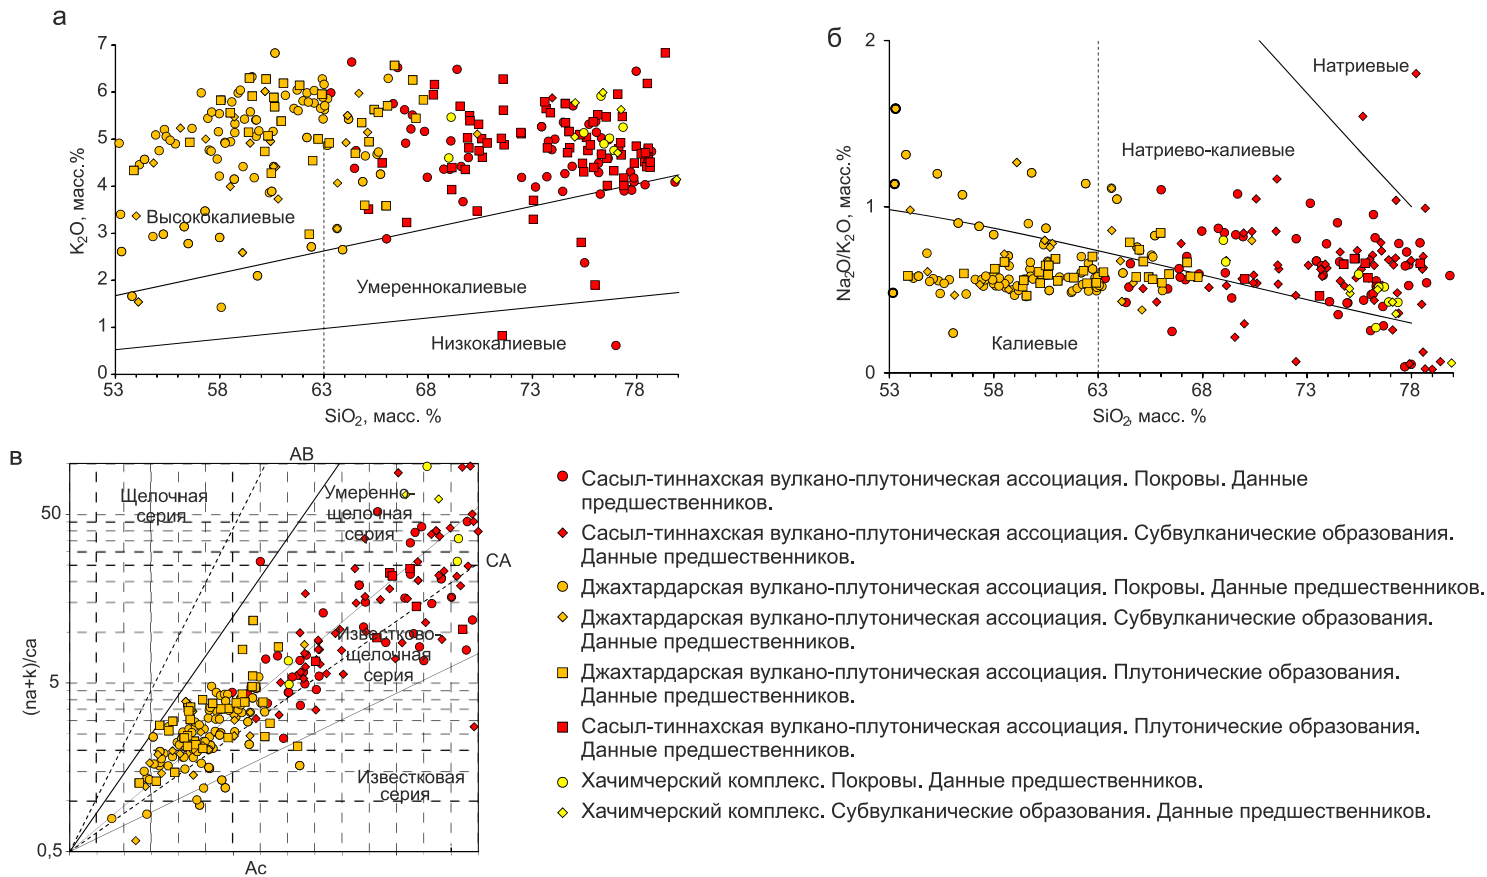 а
7
6
5
4
3
2
1
0
K₂O, масс.%
Высококалиевые
Умереннокалиевые
Низкокалиевые
53
58
63
68
73
78
SiO₂, масс. %
б
2
1
0
Na₂O/K₂O, масс.%
Натриевые
Натриево-калиевые
Калиевые
53
58
63
68
73
78
SiO₂, масс. %
в
АВ
50
5
0,5
(na+k)/ca
Щелочная
серия
Умеренно-
щелочная
серия
СА
Известково-
щелочная
серия
Известковая
серия
Ас
Сасыл-тиннахская вулкано-плутоническая ассоциация. Покровы. Данные
предшественников.
Сасыл-тиннахская вулкано-плутоническая ассоциация. Субвулканические образования.
Данные предшественников.
Джахтардарская вулкано-плутоническая ассоциация. Покровы. Данные предшественников.
Джахтардарская вулкано-плутоническая ассоциация. Субвулканические образования.
Данные предшественников.
Джахтардарская вулкано-плутоническая ассоциация. Плутонические образования.
Данные предшественников.
Сасыл-тиннахская вулкано-плутоническая ассоциация. Плутонические образования.
Данные предшественников.
Хачимчерский комплекс. Покровы. Данные предшественников.
Хачимчерский комплекс. Субвулканические образования. Данные предшественников.